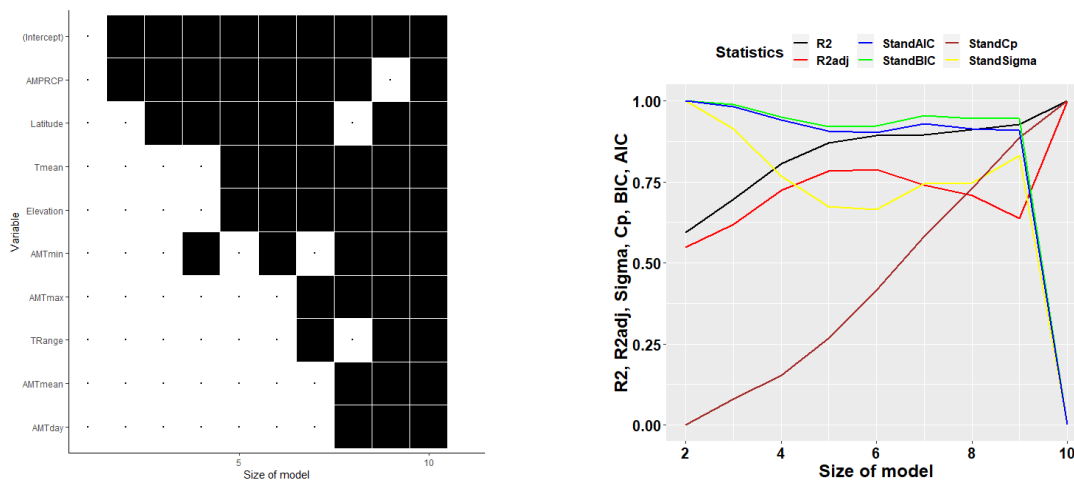 (Intercept)
AMPRCP
Latitude
Tmean
Elevation
AMTmin
AMTmax
TRange
AMTmean
AMTday
Variable
5 10
Size of model
Statistics
R2 StandAIC StandCp
R2adj StandBIC StandSigma
1.00
0.75
0.50
0.25
0.00
R2, R2adj, Sigma, Cp, BIC, AIC
2 4 6 8 10
Size of model